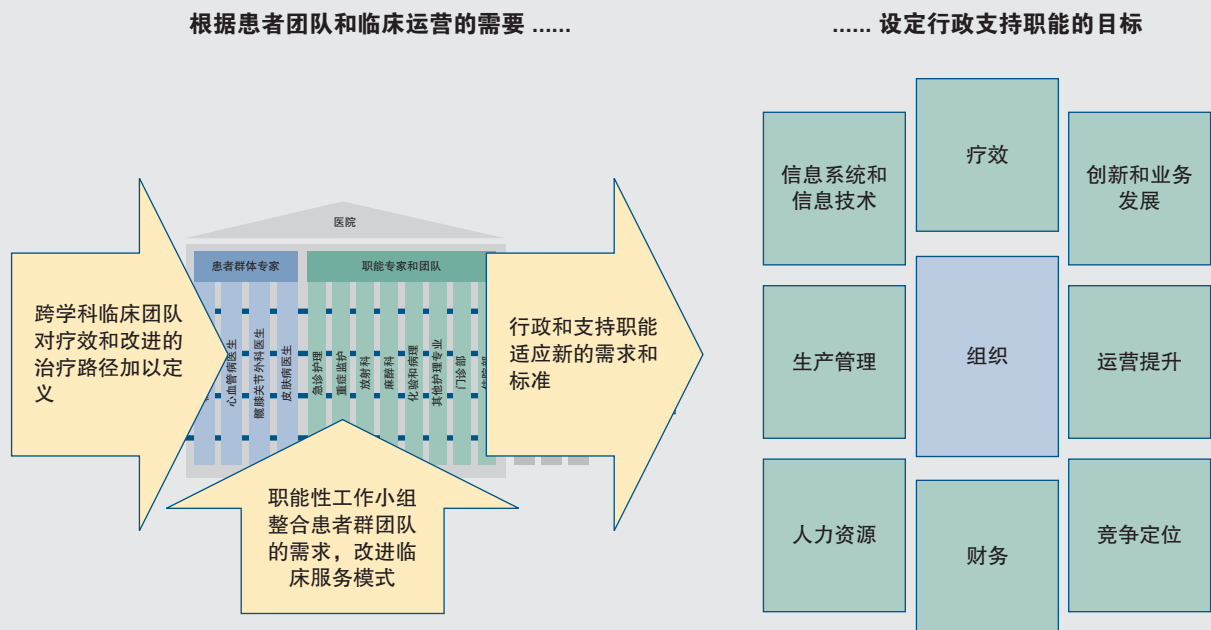 根据患者团队和临床运营的需要 ......
...... 设定行政支持职能的目标
医院
患者群体专家
职能专家和团队
心血管病医生
髋膝关节外科医生
皮肤病医生
急诊护理
重症监护
放射科
麻醉科
化验和病理
其他护理专业
门诊部
跨学科临床团队
对疗效和改进的
治疗路径加以定
义
职能性工作小组
整合患者群团队
的需求，改进临
床服务模式
行政和支持职能
适应新的需求和
标准
信息系统和
信息技术
疗效
创新和业务
发展
生产管理
组织
运营提升
人力资源
财务
竞争定位